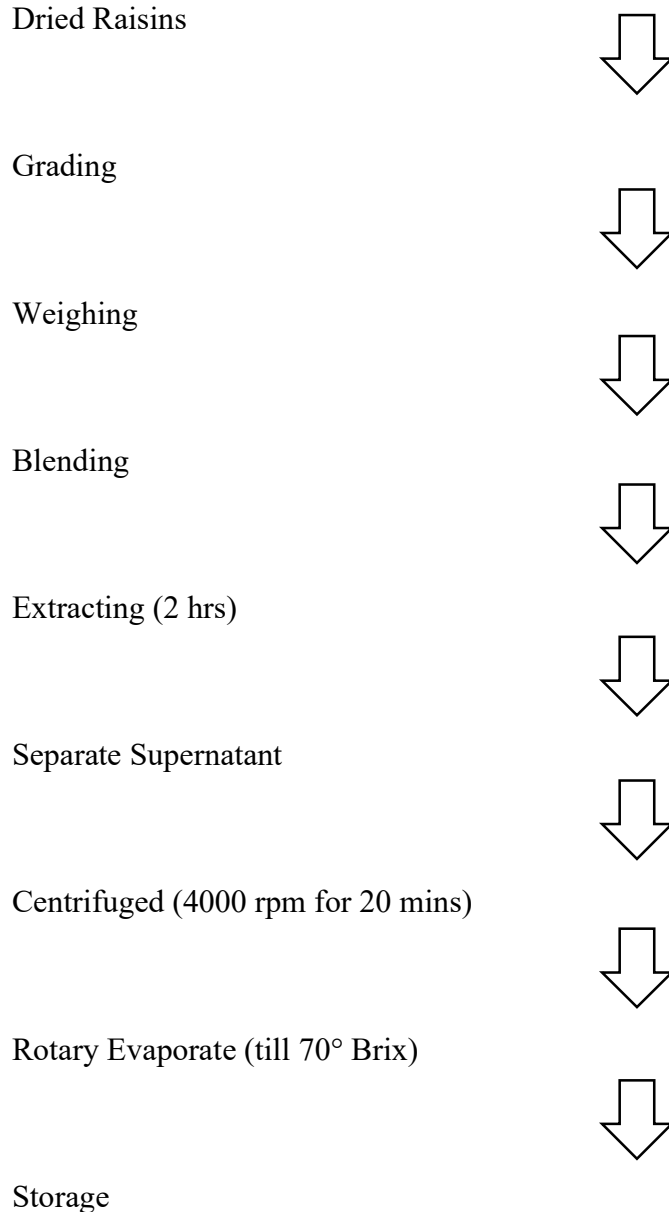 Dried Raisins
Grading
Weighing
Blending
Extracting (2 hrs)
Separate Supernatant
Centrifuged (4000 rpm for 20 mins)
Rotary Evaporate (till 70° Brix)
Storage